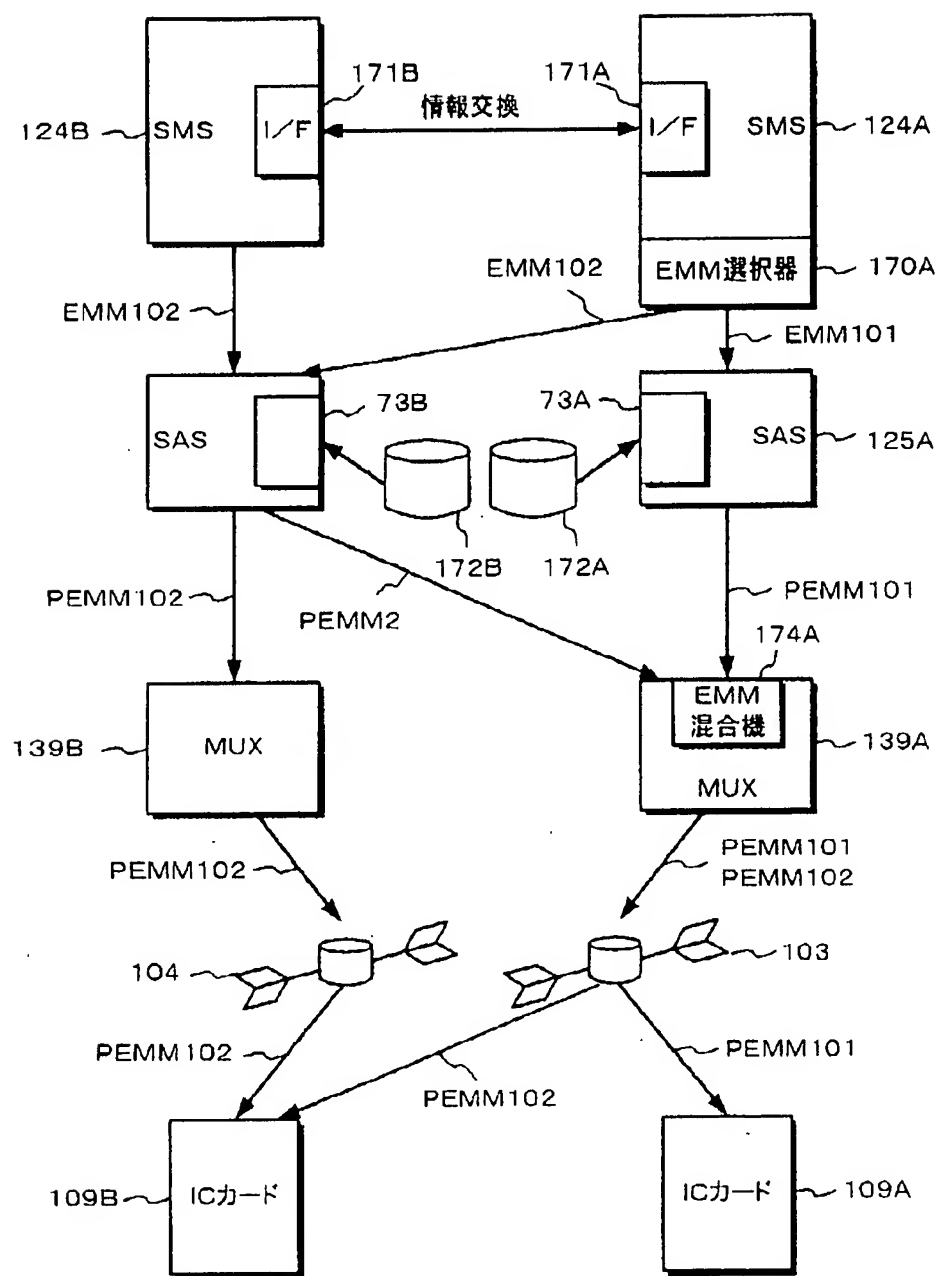 171B
171A
情報交換
124B
SMS
I/F
I/F
SMS
124A
EMM選択器
170A
EMM102
EMM102
EMM101
73B
73A
SAS
SAS
125A
172B
172A
PEMM102
PEMM2
PEMM101
174A
EMM
混合機
139B
MUX
139A
MUX
PEMM102
PEMM101
PEMM102
104
103
PEMM102
PEMM102
PEMM101
109B
ICカード
ICカード
109A